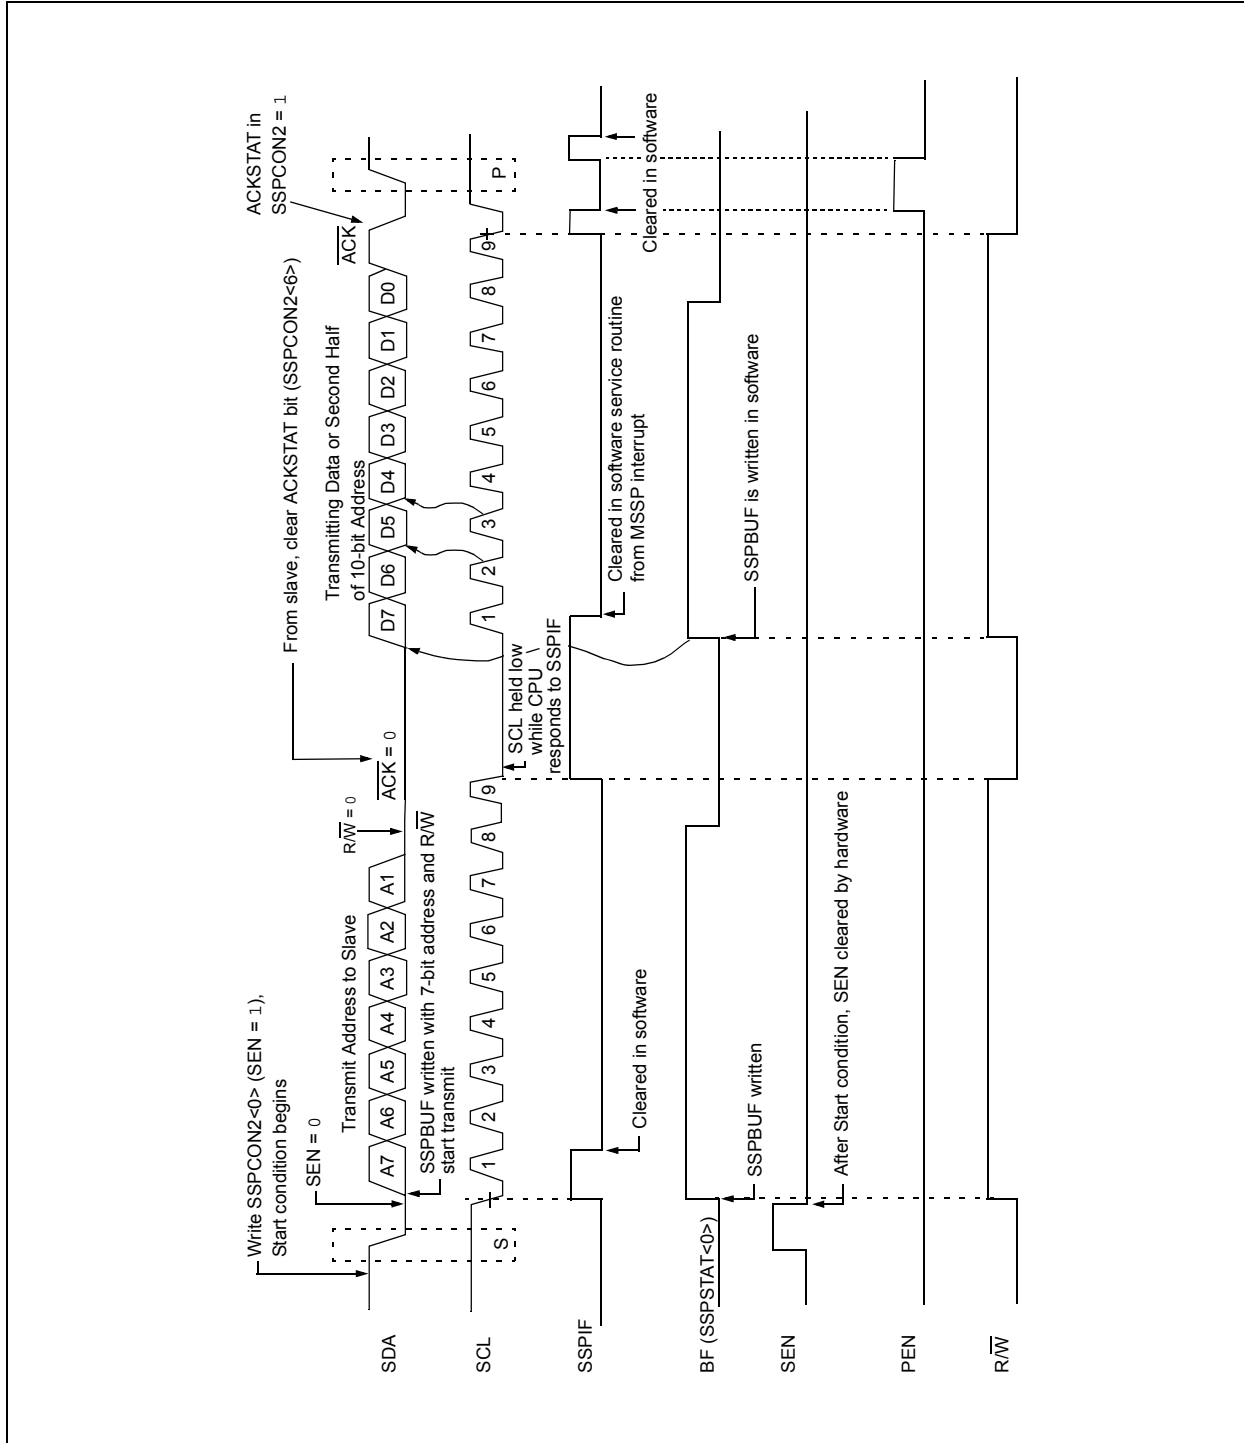 Write SSPCON2<0> (SEN = 1),
Start condition begins
SEN = 0
From slave, clear ACKSTAT bit (SSPCON2<6>)
ACKSTAT in
SSPCON2 = 1
Transmit Address to Slave
R/W = 0
ACK = 0
Transmitting Data or Second Half
of 10-bit Address
ACK
SDA
A7 A6 A5 A4 A3 A2 A1
D7 D6 D5 D4 D3 D2 D1 D0
SSPBUF written with 7-bit address and R/W
start transmit
SCL
S
1 2 3 4 5 6 7 8 9
1 2 3 4 5 6 7 8 9
P
SCL held low
while CPU
responds to SSPIF
SSPIF
Cleared in software
Cleared in software service routine
from MSSP interrupt
Cleared in software
BF (SSPSTAT<0>)
SSPBUF written
SSPBUF is written in software
SEN
After Start condition, SEN cleared by hardware
PEN
R/W